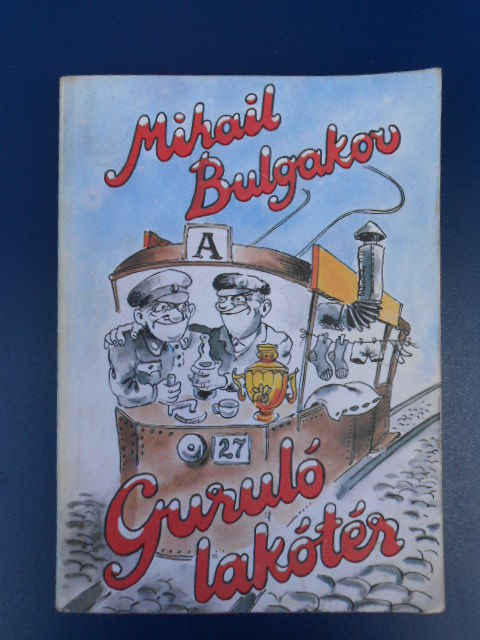 Mihail
Bulgakov
A
27
Guruló
lakótér